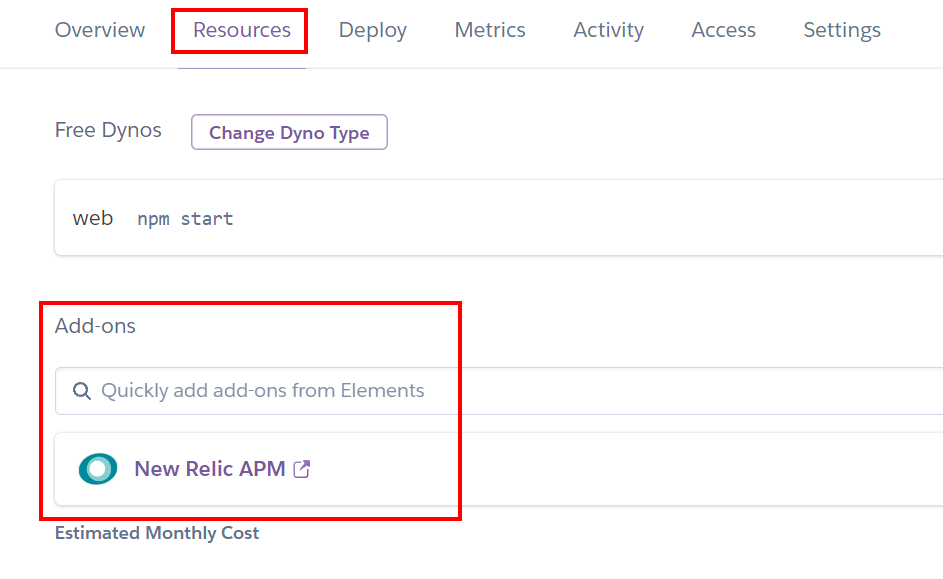 Overview Resources Deploy Metrics Activity Access Settings
Free Dynos Change Dyno Type
web npm start
Add-ons
Quickly add add-ons from Elements
New Relic APM
Estimated Monthly Cost